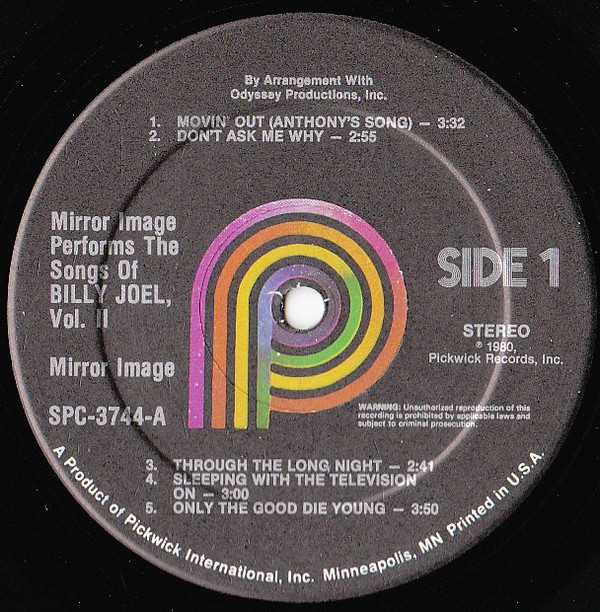 By Arrangement With
Odyssey Productions, Inc.
1. MOVIN' OUT (ANTHONY'S SONG) — 3:32
2. DON'T ASK ME WHY — 2:55
Mirror Image
Performs The
Songs Of
BILLY JOEL,
Vol. II
Mirror Image
SPC-3744-A
SIDE 1
STEREO
℗ 1980,
Pickwick Records, Inc.
WARNING: Unauthorized reproduction of this
recording is prohibited by applicable laws and
subject to criminal prosecution.
3. THROUGH THE LONG NIGHT — 2:41
4. SLEEPING WITH THE TELEVISION
ON — 3:00
5. ONLY THE GOOD DIE YOUNG — 3:50
A Product of Pickwick International, Inc. Minneapolis, MN Printed in U.S.A.